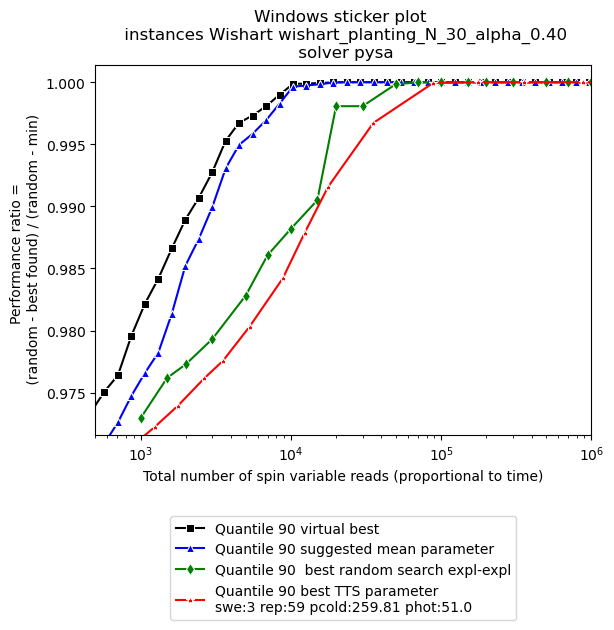 Windows sticker plot
instances Wishart wishart_planting_N_30_alpha_0.40
solver pysa
Performance ratio =
(random - best found) / (random - min)
1.000
0.995
0.990
0.985
0.980
0.975
10³
10⁴
10⁵
10⁶
Total number of spin variable reads (proportional to time)
Quantile 90 virtual best
Quantile 90 suggested mean parameter
Quantile 90  best random search expl-expl
Quantile 90 best TTS parameter
swe:3 rep:59 pcold:259.81 phot:51.0